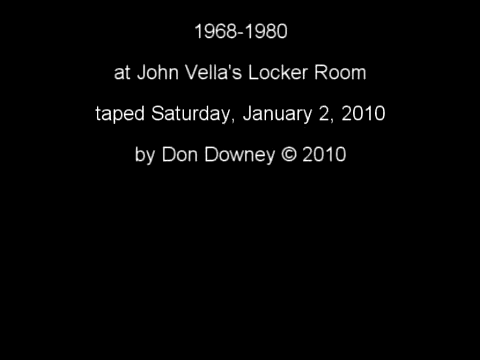 1968-1980
at John Vella's Locker Room
taped Saturday, January 2, 2010
by Don Downey © 2010